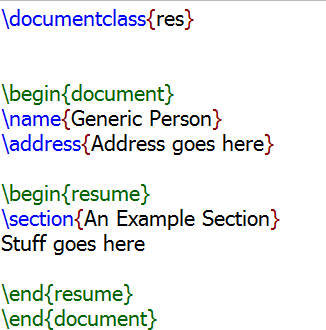 \documentclass{res}
\begin{document}
\name{Generic Person}
\address{Address goes here}
\begin{resume}
\section{An Example Section}
Stuff goes here
\end{resume}
\end{document}